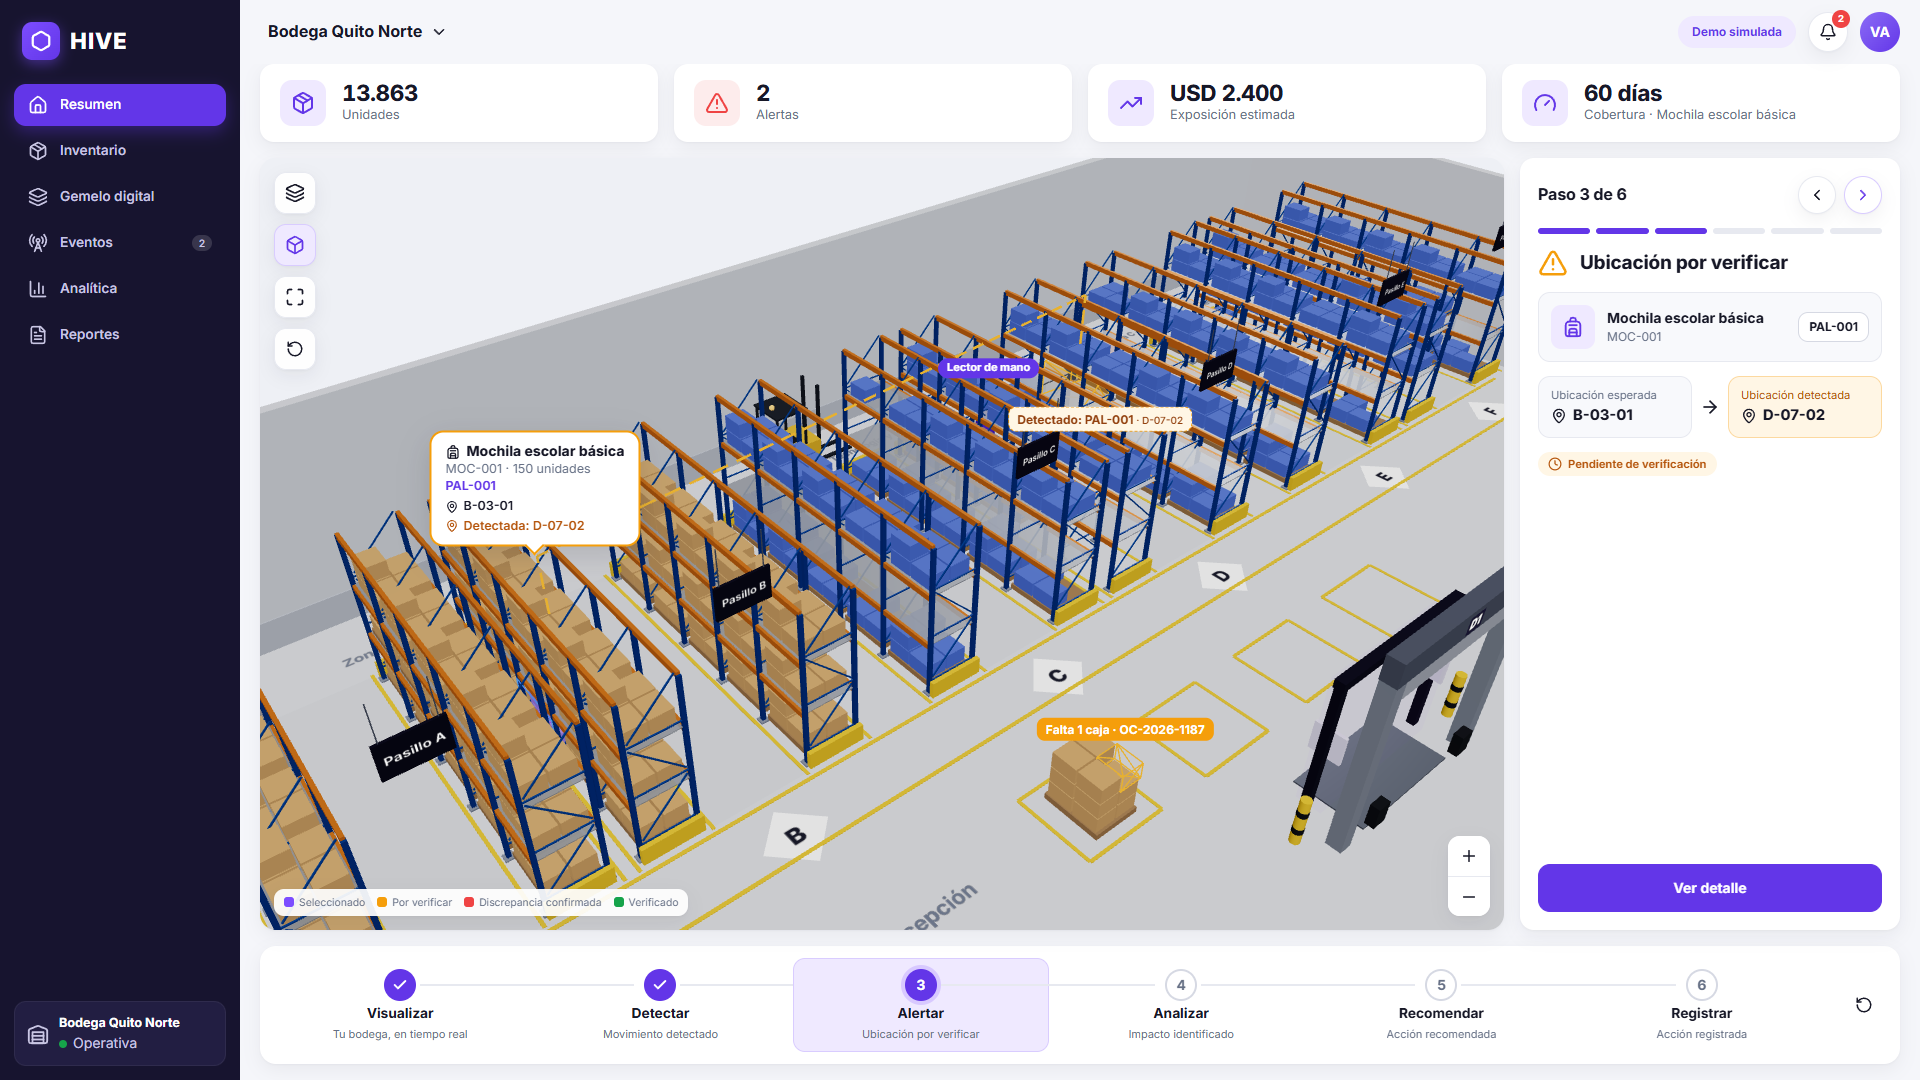 HIVE
Resumen
Inventario
Gemelo digital
Eventos
2
Analítica
Reportes
Bodega Quito Norte
Operativa
Bodega Quito Norte
Demo simulada
2
VA
13.863
Unidades
2
Alertas
USD 2.400
Exposición estimada
60 días
Cobertura · Mochila escolar básica
Lector de mano
Detectado: PAL-001 · D-07-02
Mochila escolar básica
MOC-001 · 150 unidades
PAL-001
B-03-01
Detectada: D-07-02
Pasillo A
Pasillo B
Pasillo C
Pasillo D
Pasillo E
Zon
B
C
D
E
F
D1
Falta 1 caja · OC-2026-1187
cepción
Seleccionado
Por verificar
Discrepancia confirmada
Verificado
Paso 3 de 6
Ubicación por verificar
Mochila escolar básica
MOC-001
PAL-001
Ubicación esperada
B-03-01
Ubicación detectada
D-07-02
Pendiente de verificación
Ver detalle
Visualizar
Tu bodega, en tiempo real
Detectar
Movimiento detectado
3
Alertar
Ubicación por verificar
4
Analizar
Impacto identificado
5
Recomendar
Acción recomendada
6
Registrar
Acción registrada